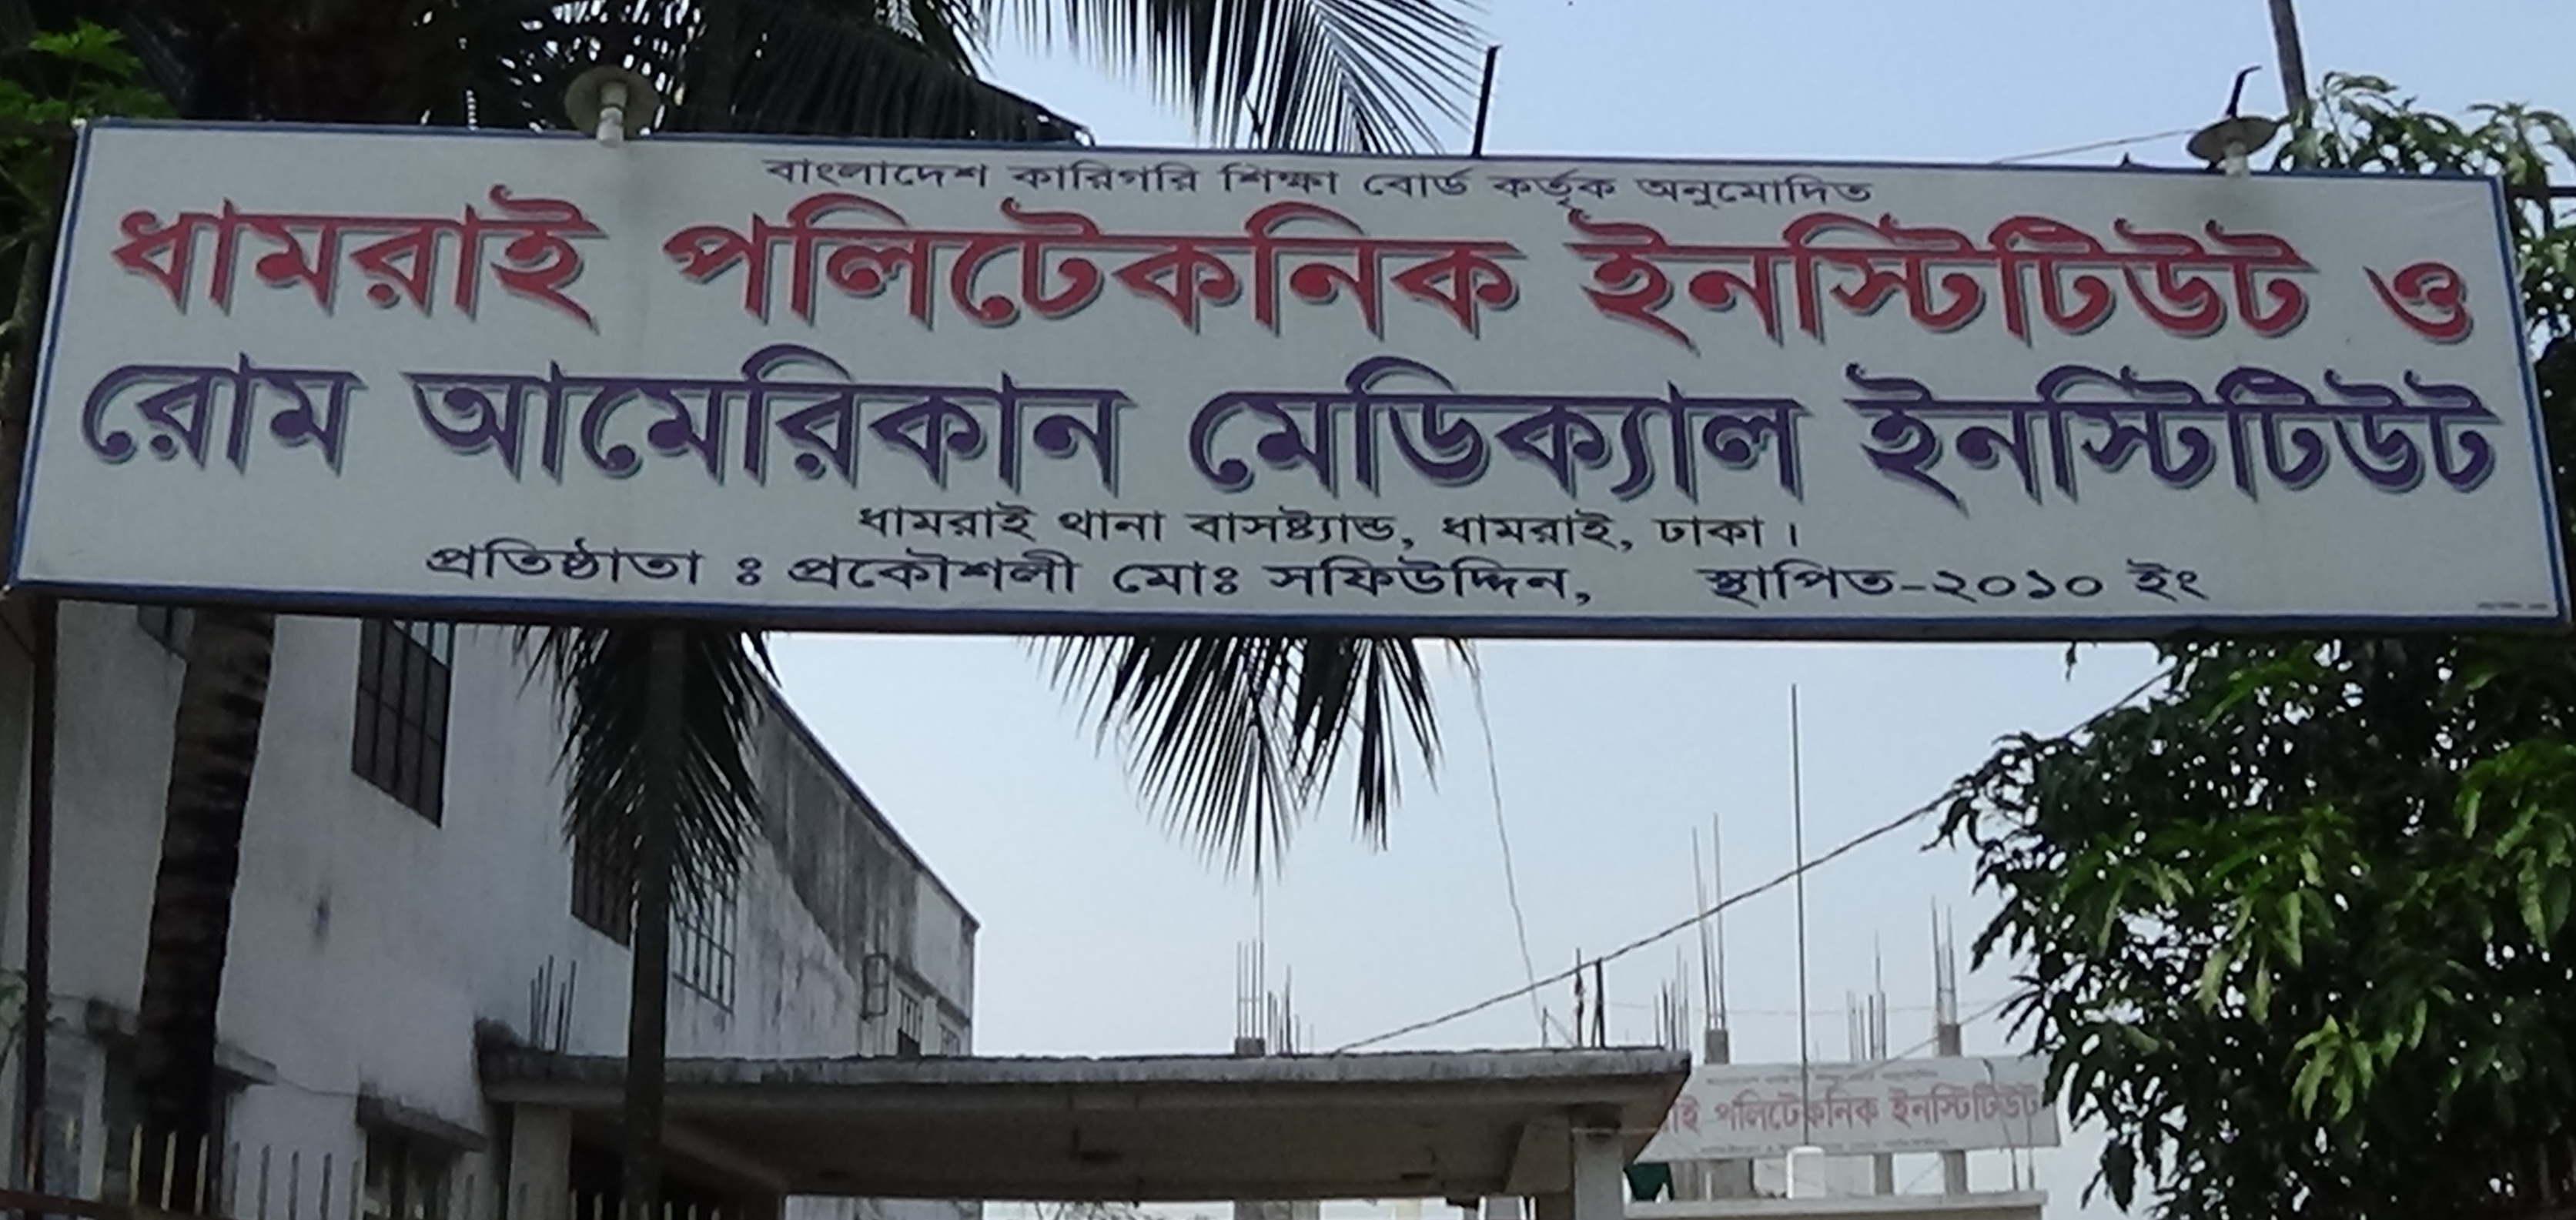 বাংলাদেশ কারিগরি শিক্ষা বোর্ড কর্তৃক অনুমোদিত
ধামরাই পলিটেকনিক ইনস্টিটিউট ও
রোম আমেরিকান মেডিক্যাল ইনস্টিটিউট
ধামরাই থানা বাসষ্ট্যান্ড, ধামরাই, ঢাকা।
প্রতিষ্ঠাতা ঃ প্রকৌশলী মোঃ সফিউদ্দিন, স্থাপিত-২০১০ ইং
পলিটেকনিক ইনস্টিটিউট